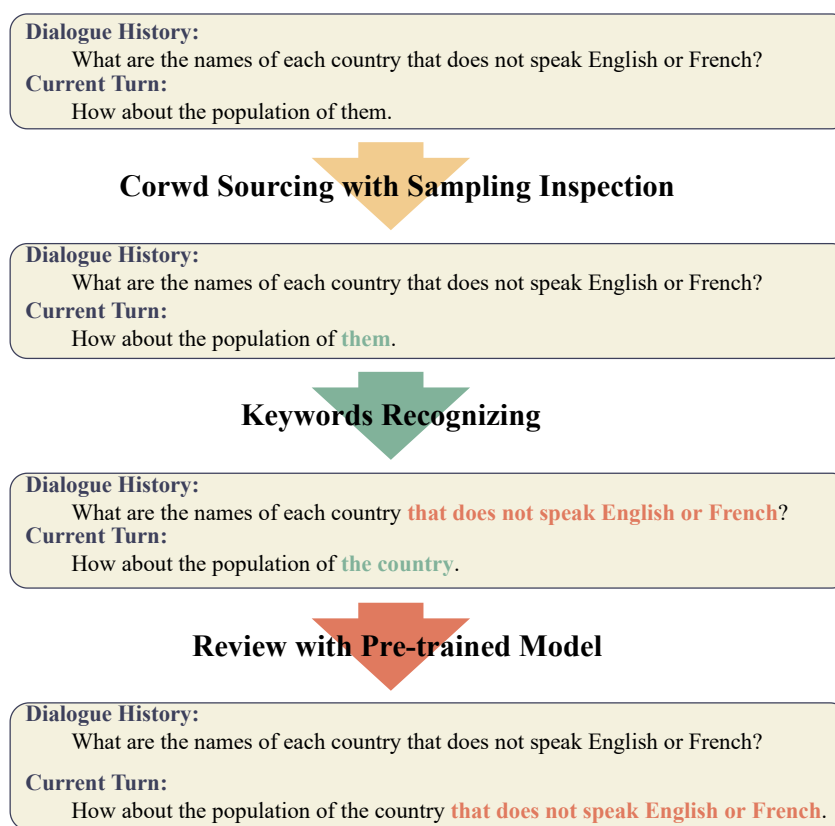 Dialogue History:
What are the names of each country that does not speak English or French?
Current Turn:
How about the population of them.
Corwd Sourcing with Sampling Inspection
Dialogue History:
What are the names of each country that does not speak English or French?
Current Turn:
How about the population of them.
Keywords Recognizing
Dialogue History:
What are the names of each country that does not speak English or French?
Current Turn:
How about the population of the country.
Review with Pre-trained Model
Dialogue History:
What are the names of each country that does not speak English or French?
Current Turn:
How about the population of the country that does not speak English or French.